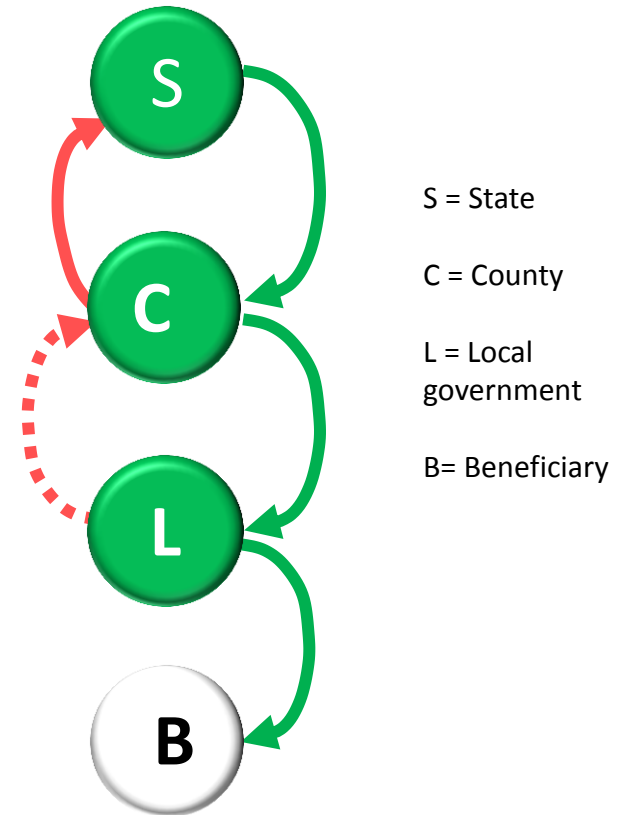 S
C
L
B
S = State
C = County
L = Local
government
B= Beneficiary